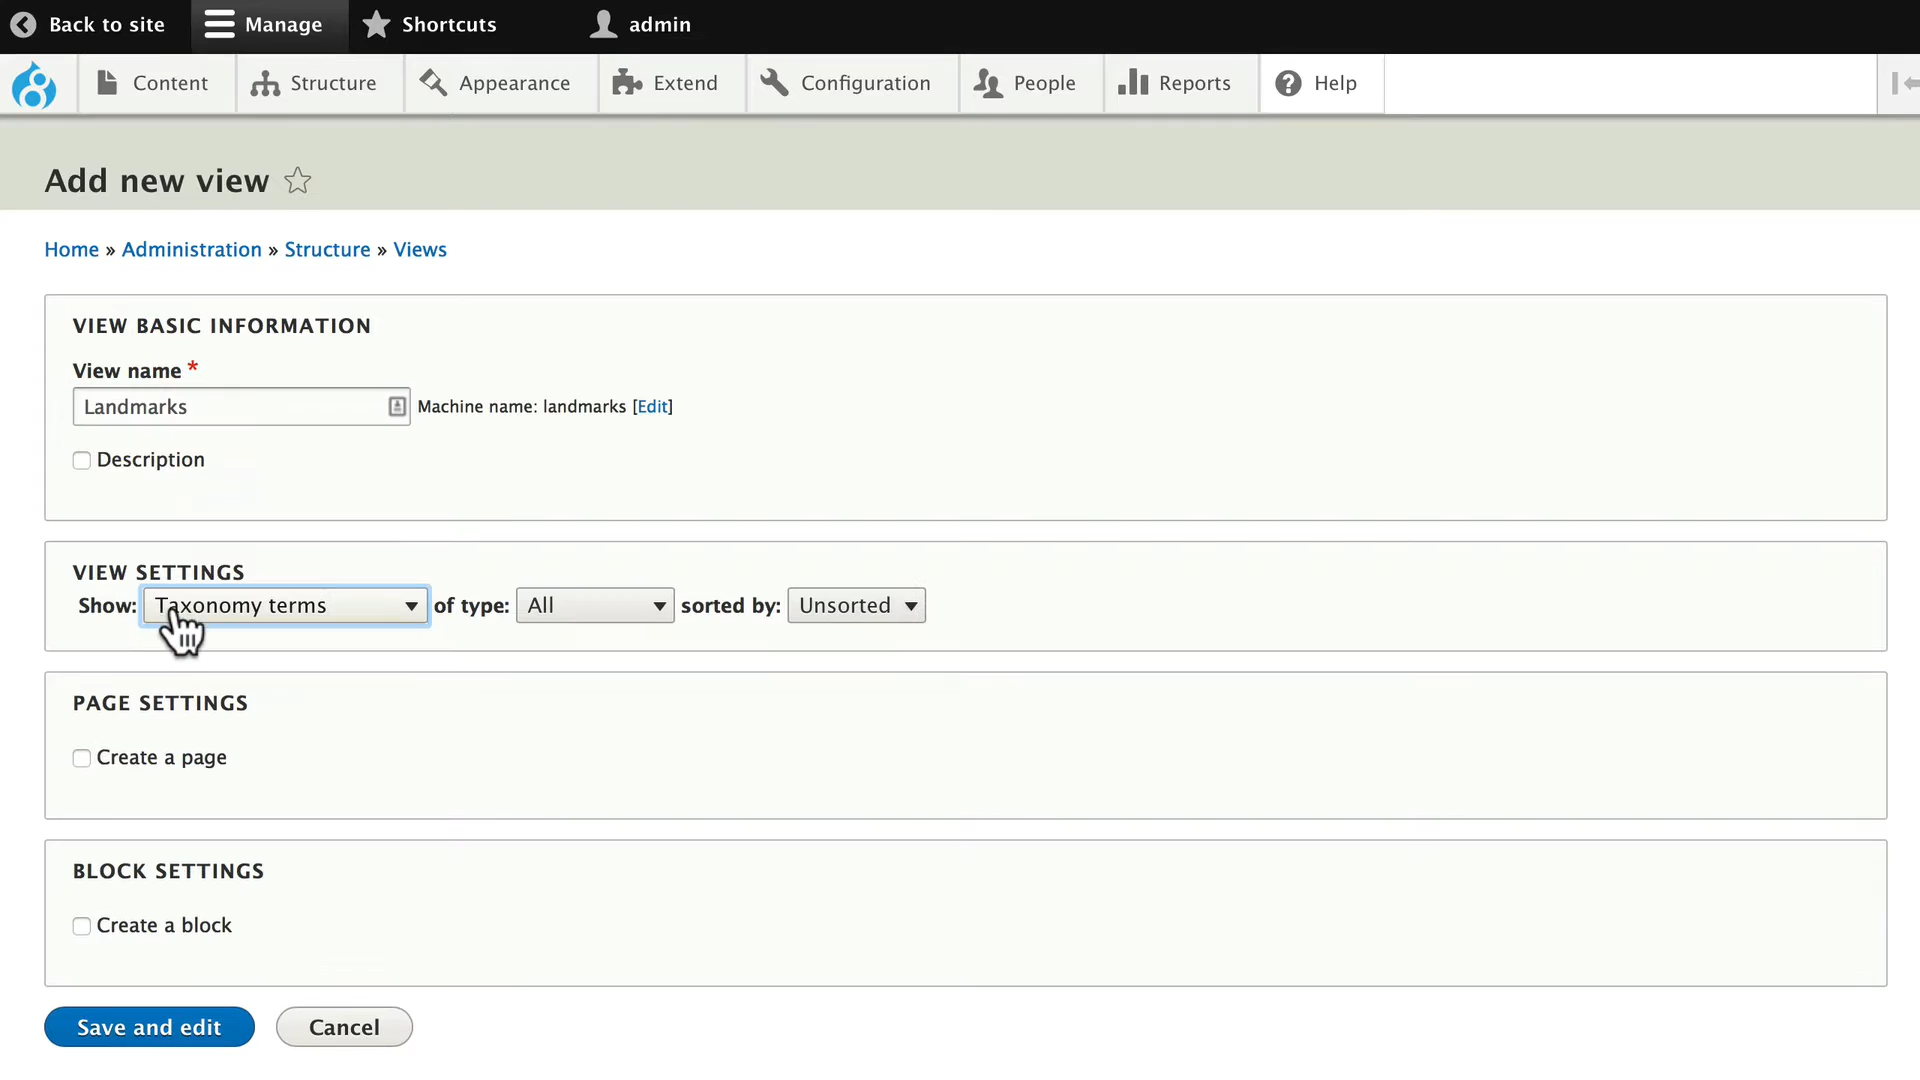 Back to site Manage Shortcuts admin
Content Structure Appearance Extend Configuration People Reports Help
Add new view
Home » Administration » Structure » Views
VIEW BASIC INFORMATION
View name *
Landmarks Machine name: landmarks [Edit]
Description
VIEW SETTINGS
Show: Taxonomy terms of type: All sorted by: Unsorted
PAGE SETTINGS
Create a page
BLOCK SETTINGS
Create a block
Save and edit Cancel